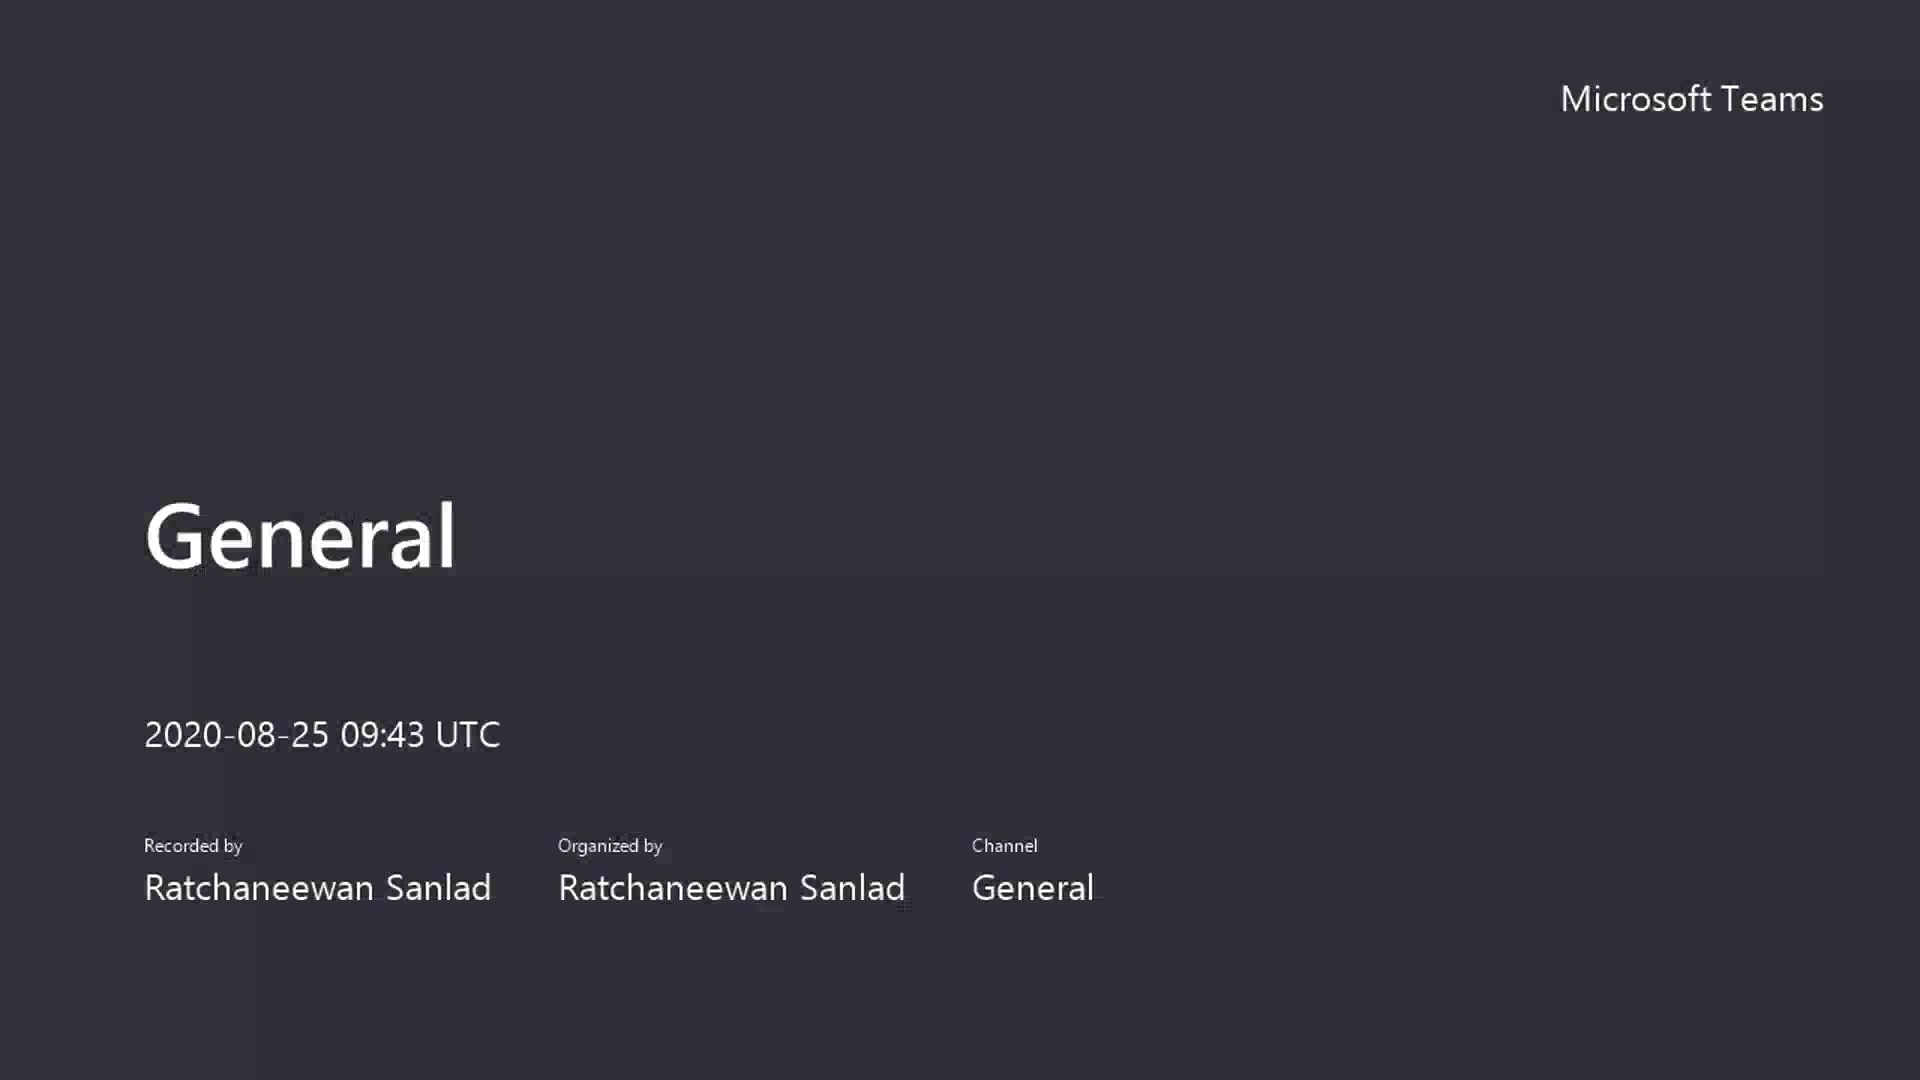 Microsoft Teams
General
2020-08-25 09:43 UTC
Recorded by
Ratchaneewan Sanlad
Organized by
Ratchaneewan Sanlad
Channel
General